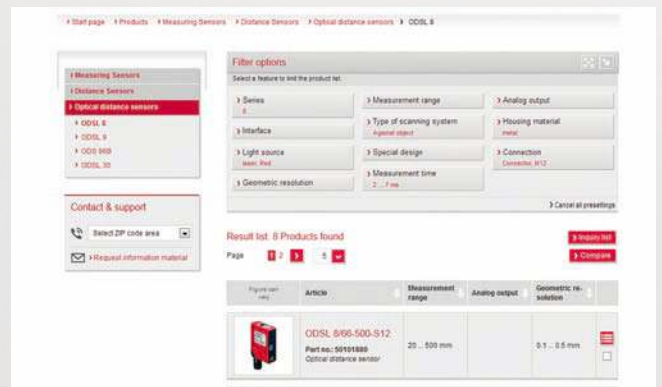 Start page Products Measuring Sensors Distance Sensors Optical distance sensors ODSL 8
Measuring Sensors
Distance Sensors
Optical distance sensors
ODSL 8
ODSL 9
ODS 96B
ODSL 30
Contact & support
Select ZIP code area
Request information material
Filter options
Select a feature to limit the product list.
Series
8
Measurement range
Analog output
Interface
Type of scanning system
Against object
Housing material
metal
Light source
laser, Red
Special design
Connection
Connector, M12
Geometric resolution
Measurement time
2 ... 7 ms
Cancel all presettings
Result list: 8 Products found
Inquiry list
Page 1 2 5
Compare
Figure can vary
Article
Measurement range
Analog output
Geometric re-solution
ODSL 8/66-500-S12
Part no.: 50101880
Optical distance sensor
20 ... 500 mm
0.1 ... 0.5 mm